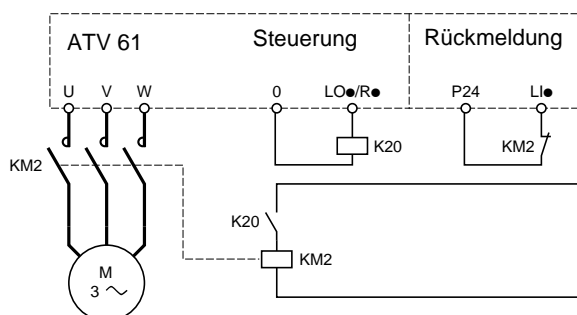 ATV 61 Steuerung Rückmeldung
U V W 0 LO●/R● P24 LI●
K20 KM2
KM2
K20
KM2
M
3